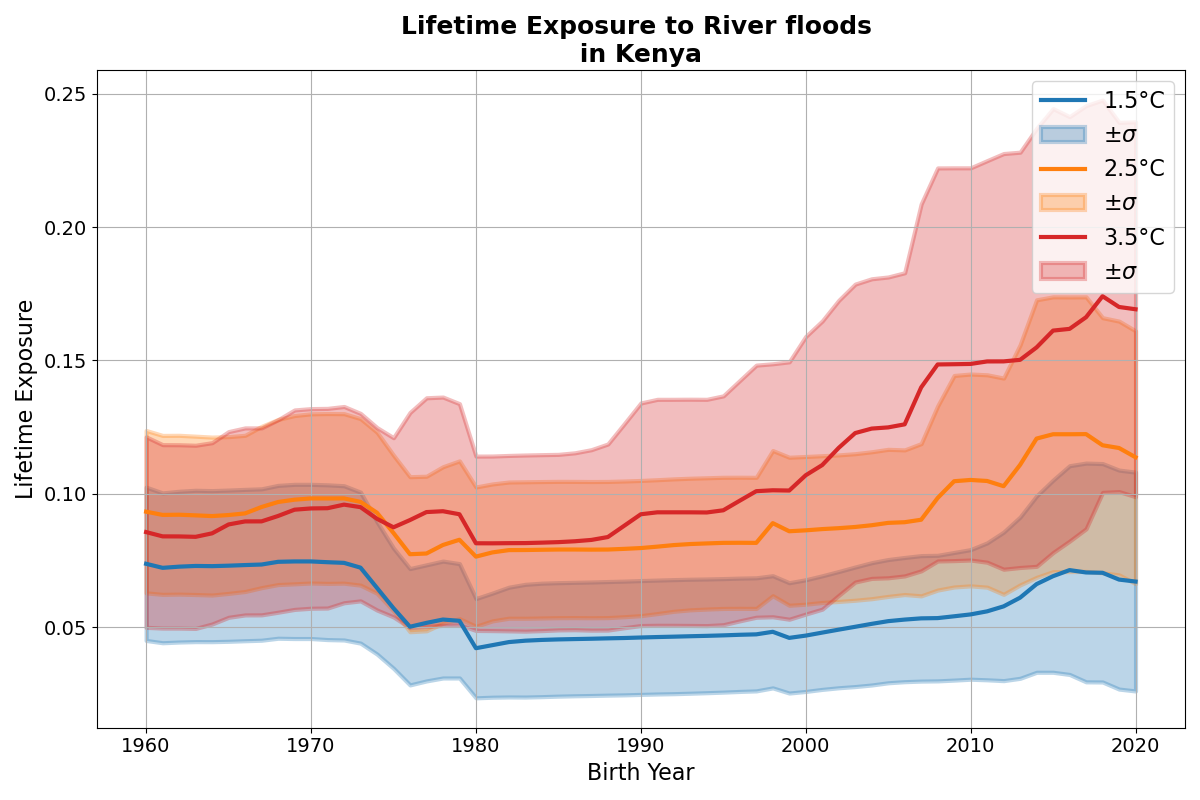 Lifetime Exposure to River floods
in Kenya
0.25
0.20
0.15
0.10
0.05
Lifetime Exposure
1960 1970 1980 1990 2000 2010 2020
Birth Year
1.5°C
±σ
2.5°C
±σ
3.5°C
±σ